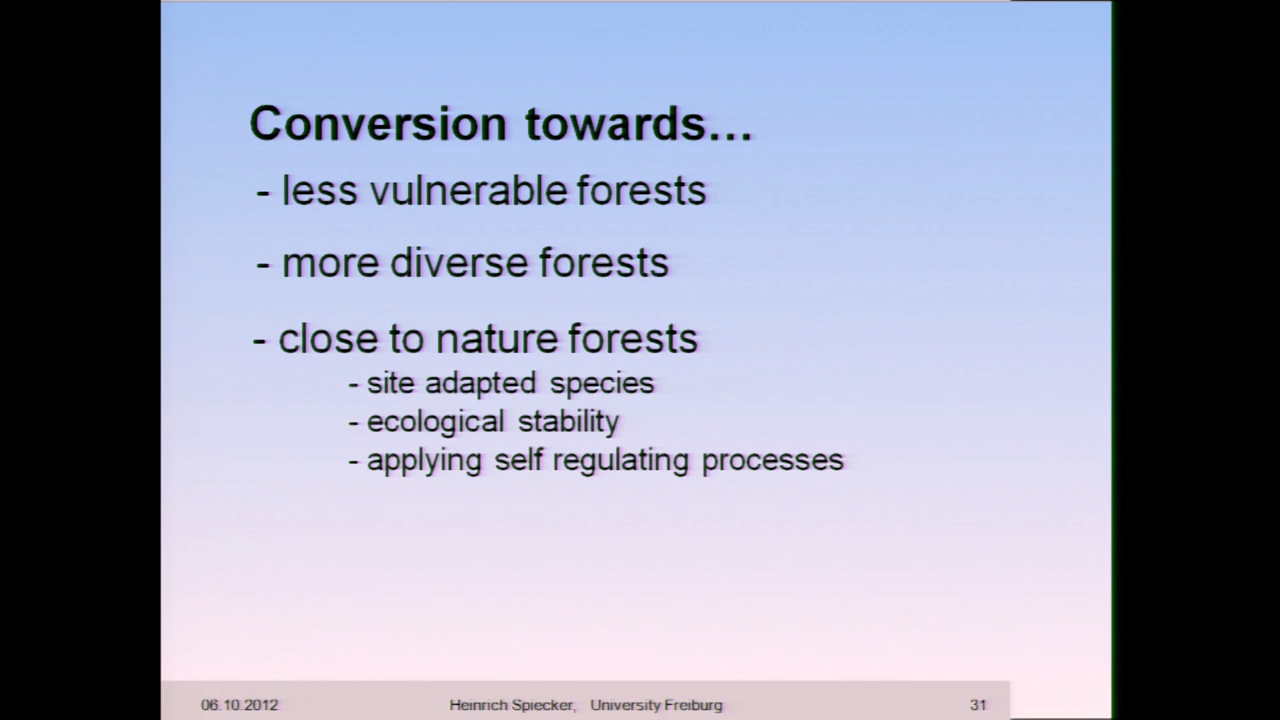 Conversion towards...
- less vulnerable forests
- more diverse forests
- close to nature forests
- site adapted species
- ecological stability
- applying self regulating processes
06.10.2012 Heinrich Spiecker, University Freiburg 31